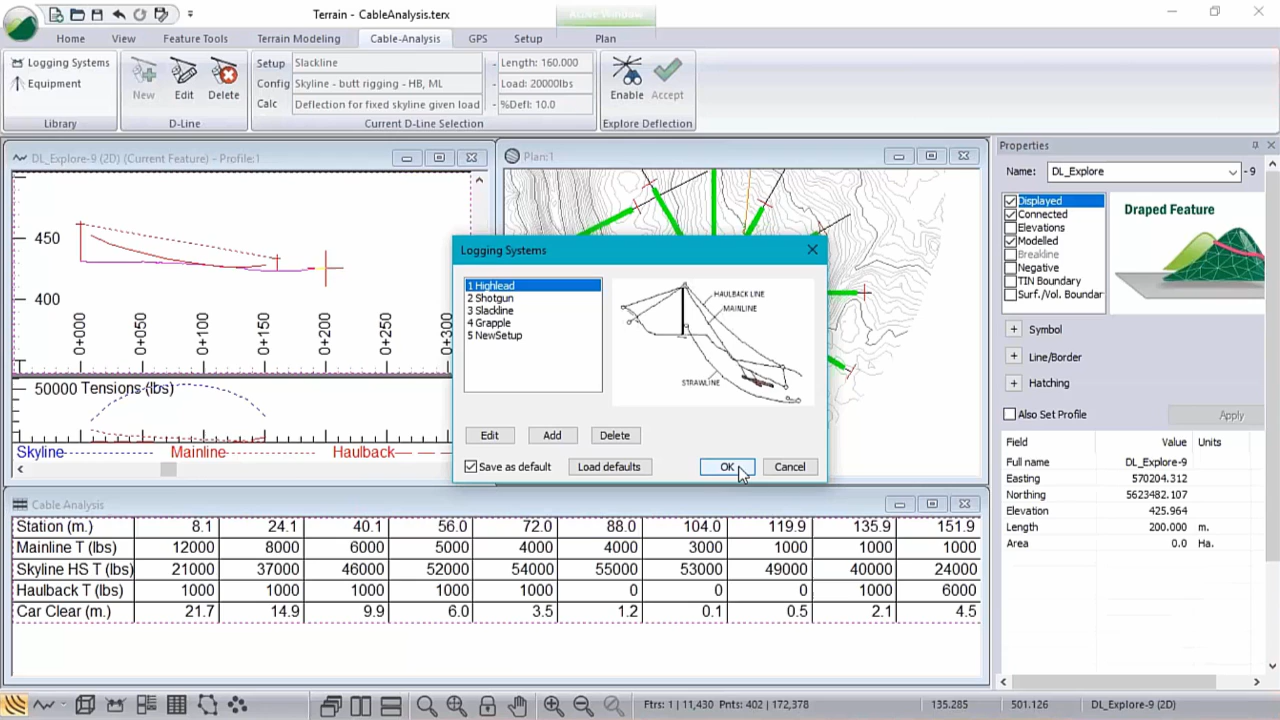 Terrain - CableAnalysis.terx
Active Window
Home View Feature Tools Terrain Modeling Cable-Analysis GPS Setup Plan
Logging Systems
Equipment
Library
New Edit Delete
D-Line
Setup Slackline - Length: 160.000
Config Skyline - butt rigging - HB, ML - Load: 20000lbs
Calc Deflection for fixed skyline given load - %Defl: 10.0
Current D-Line Selection
Enable Accept
Explore Deflection
DL_Explore-9 (2D) (Current Feature) - Profile:1
450
400
0+000 0+050 0+100 0+150 0+200 0+250 0+300
50000 Tensions (lbs)
Skyline Mainline Haulback
Plan:1
Logging Systems
1 Highlead
2 Shotgun
3 Slackline
4 Grapple
5 NewSetup
HAULBACK LINE
MAINLINE
STRAWLINE
Edit Add Delete
Save as default Load defaults OK Cancel
Cable Analysis
Station (m.) 8.1 24.1 40.1 56.0 72.0 88.0 104.0 119.9 135.9 151.9
Mainline T (lbs) 12000 8000 6000 5000 4000 4000 3000 1000 1000 1000
Skyline HS T (lbs) 21000 37000 46000 52000 54000 55000 53000 49000 40000 24000
Haulback T (lbs) 1000 1000 1000 1000 1000 0 0 0 1000 6000
Car Clear (m.) 21.7 14.9 9.9 6.0 3.5 1.2 0.1 0.5 2.1 4.5
Properties
Name: DL_Explore -9
Displayed
Connected
Elevations
Modelled
Breakline
Negative
TIN Boundary
Surf./Vol. Boundar
Draped Feature
Symbol
Line/Border
Hatching
Also Set Profile Apply
Field Value Units
Full name DL_Explore-9
Easting 570204.312
Northing 5623482.107
Elevation 425.964
Length 200.000 m.
Area 0.0 Ha.
Ftrs: 1 | 11,430 Pnts: 402 | 172,378 135.285 501.126 DL_Explore-9 (2D)